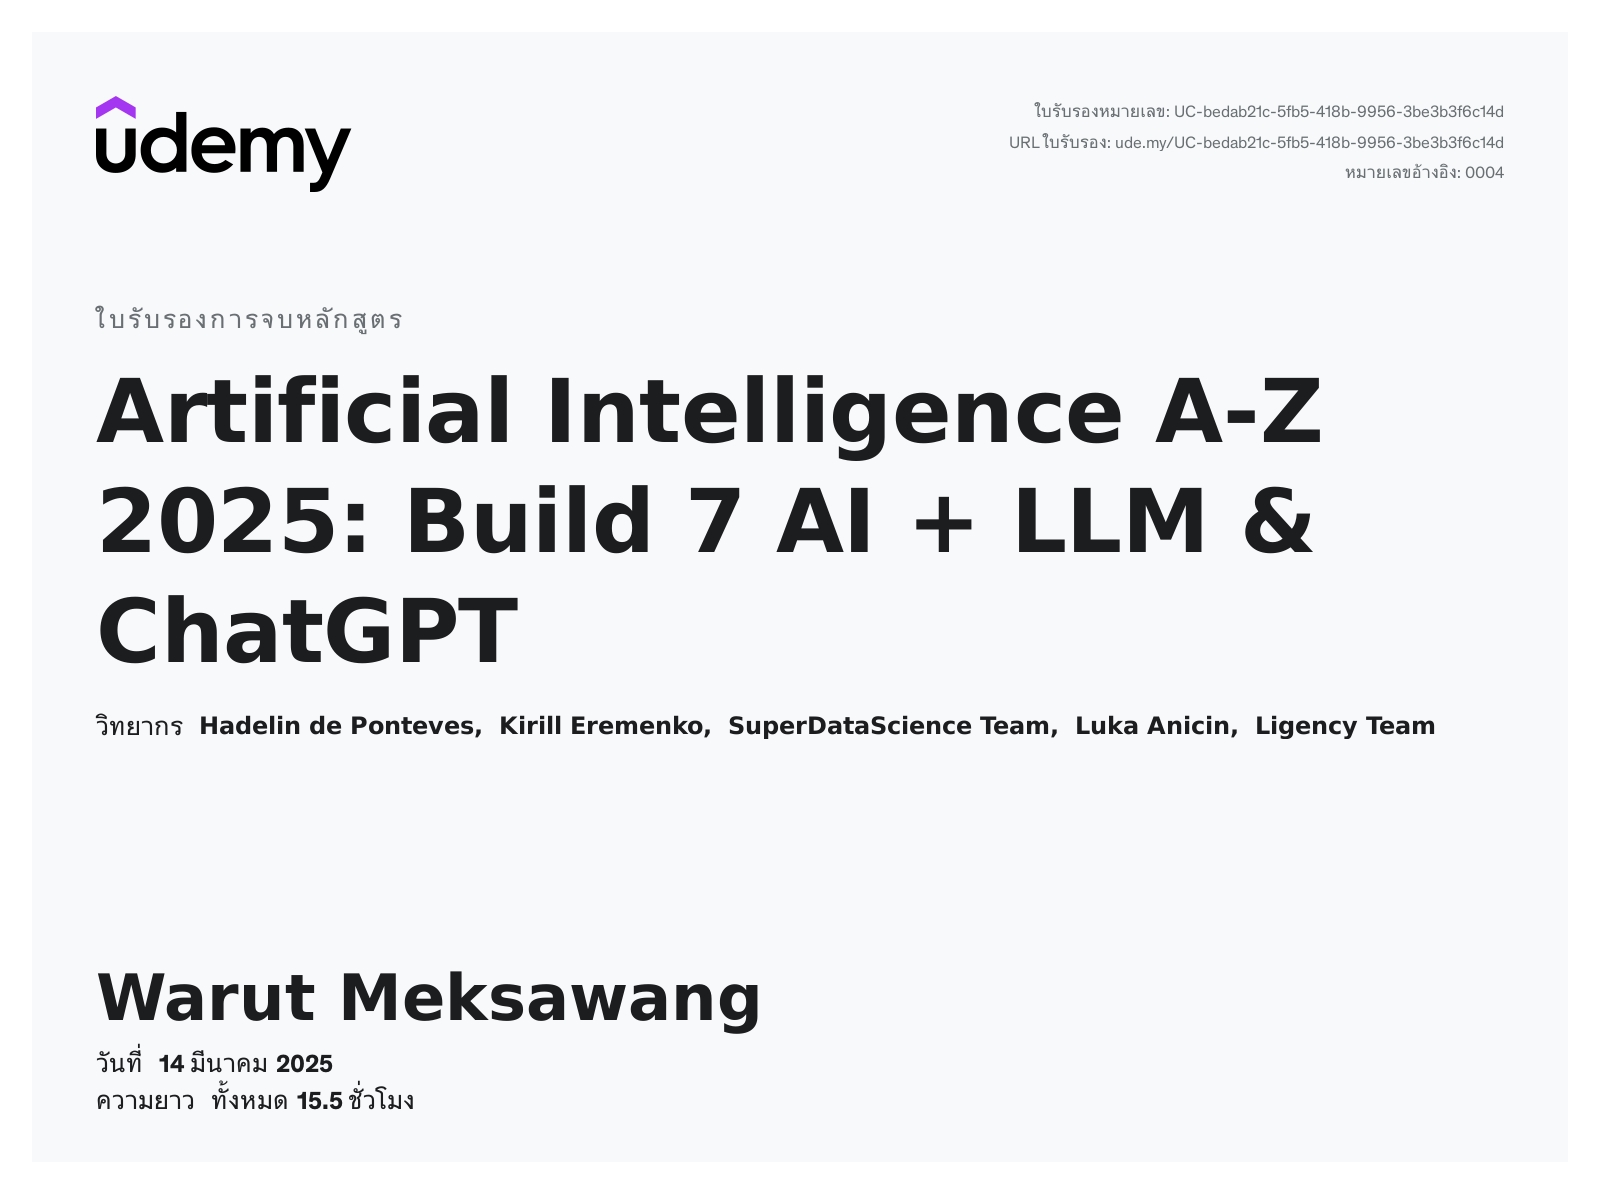 udemy
ใบรับรองหมายเลข: UC-bedab21c-5fb5-418b-9956-3be3b3f6c14d
URL ใบรับรอง: ude.my/UC-bedab21c-5fb5-418b-9956-3be3b3f6c14d
หมายเลขอ้างอิง: 0004
ใบรับรองการจบหลักสูตร
Artificial Intelligence A-Z
2025: Build 7 AI + LLM &
ChatGPT
วิทยากร Hadelin de Ponteves, Kirill Eremenko, SuperDataScience Team, Luka Anicin, Ligency Team
Warut Meksawang
วันที่ 14 มีนาคม 2025
ความยาว ทั้งหมด 15.5 ชั่วโมง